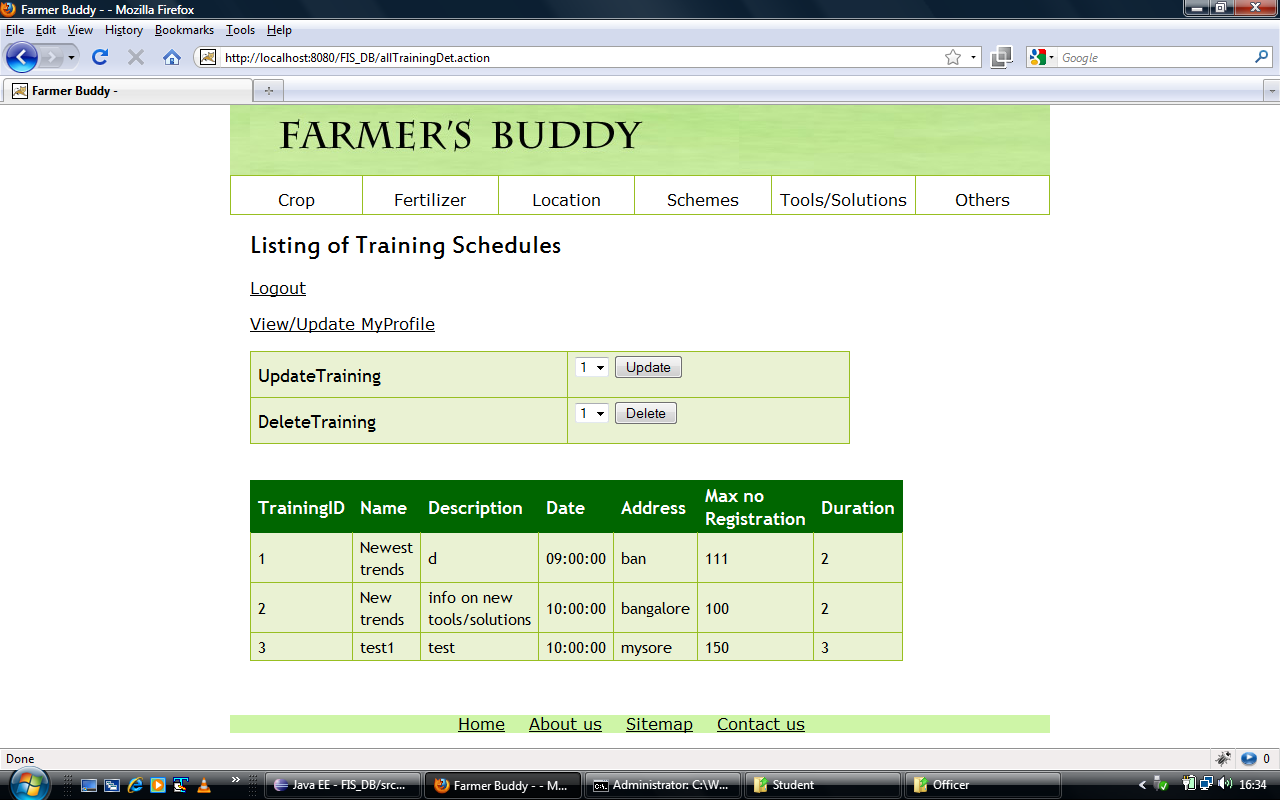 Farmer Buddy - - Mozilla Firefox
File Edit View History Bookmarks Tools Help
http://localhost:8080/FIS_DB/allTrainingDet.action
Google
Farmer Buddy -
FARMER'S BUDDY
Crop Fertilizer Location Schemes Tools/Solutions Others
Listing of Training Schedules
Logout
View/Update MyProfile
UpdateTraining 1 Update
DeleteTraining 1 Delete
TrainingID Name Description Date Address Max no Registration Duration
1 Newest trends d 09:00:00 ban 111 2
2 New trends info on new tools/solutions 10:00:00 bangalore 100 2
3 test1 test 10:00:00 mysore 150 3
Home About us Sitemap Contact us
Done 0
Java EE - FIS_DB/src... Farmer Buddy - - M... Administrator: C:\W... Student Officer 16:34